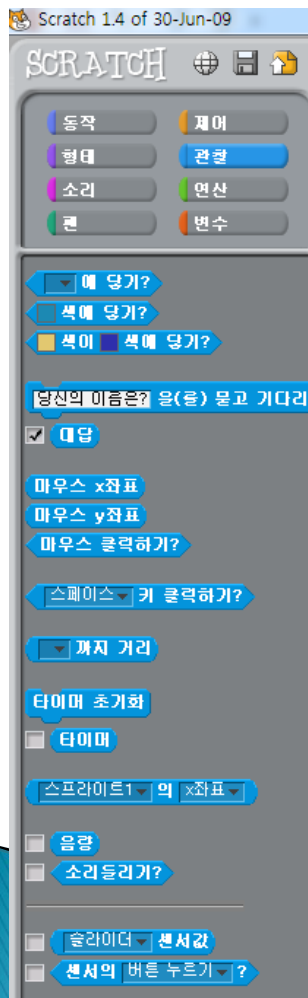 Scratch 1.4 of 30-Jun-09
SCRATCH
동작 제어
형태 관찰
소리 연산
펜 변수
에 닿기?
색에 닿기?
색이 색에 닿기?
당신의 이름은? 을(를) 묻고 기다리
대답
마우스 x좌표
마우스 y좌표
마우스 클릭하기?
스페이스 키 클릭하기?
까지 거리
타이머 초기화
타이머
스프라이트1 의 x좌표
음량
소리들리기?
슬라이더 센서값
센서의 버튼 누르기 ?